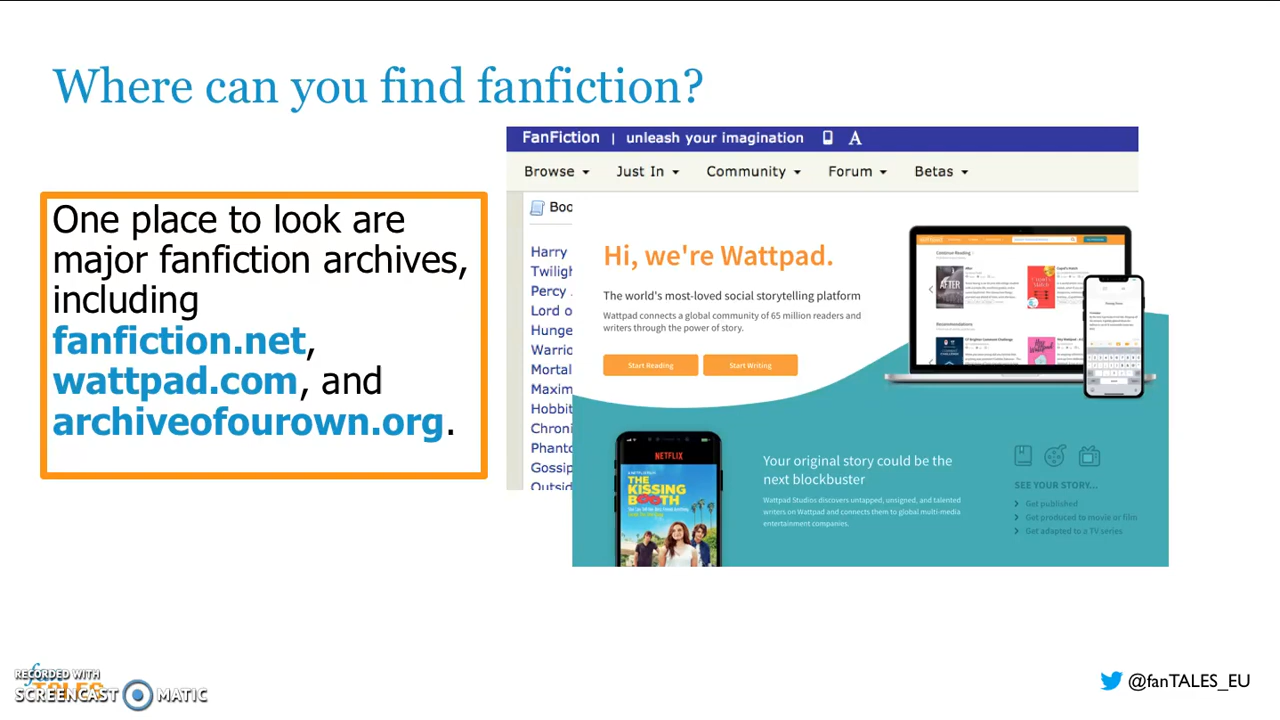 Where can you find fanfiction?
One place to look are
major fanfiction archives,
including
fanfiction.net,
wattpad.com, and
archiveofourown.org.
FanFiction | unleash your imagination A
Browse Just In Community Forum Betas
Boo
Harry
Twiligh
Percy
Lord o
Hunge
Warrio
Mortal
Maxim
Hobbit
Chroni
Phanto
Gossip
Outsid
Hi, we're Wattpad.
The world's most-loved social storytelling platform
Wattpad connects a global community of 65 million readers and
writers through the power of story.
Start Reading Start Writing
AFTER
NETFLIX
THE
KISSING
BOOTH
Your original story could be the
next blockbuster
Wattpad Studios discovers untapped, unsigned, and talented
writers on Wattpad and connects them to global multi-media
entertainment companies.
SEE YOUR STORY...
Get published
Get produced to movie or film
Get adapted to a TV series
RECORDED WITH
SCREENCAST MATIC
@fanTALES_EU